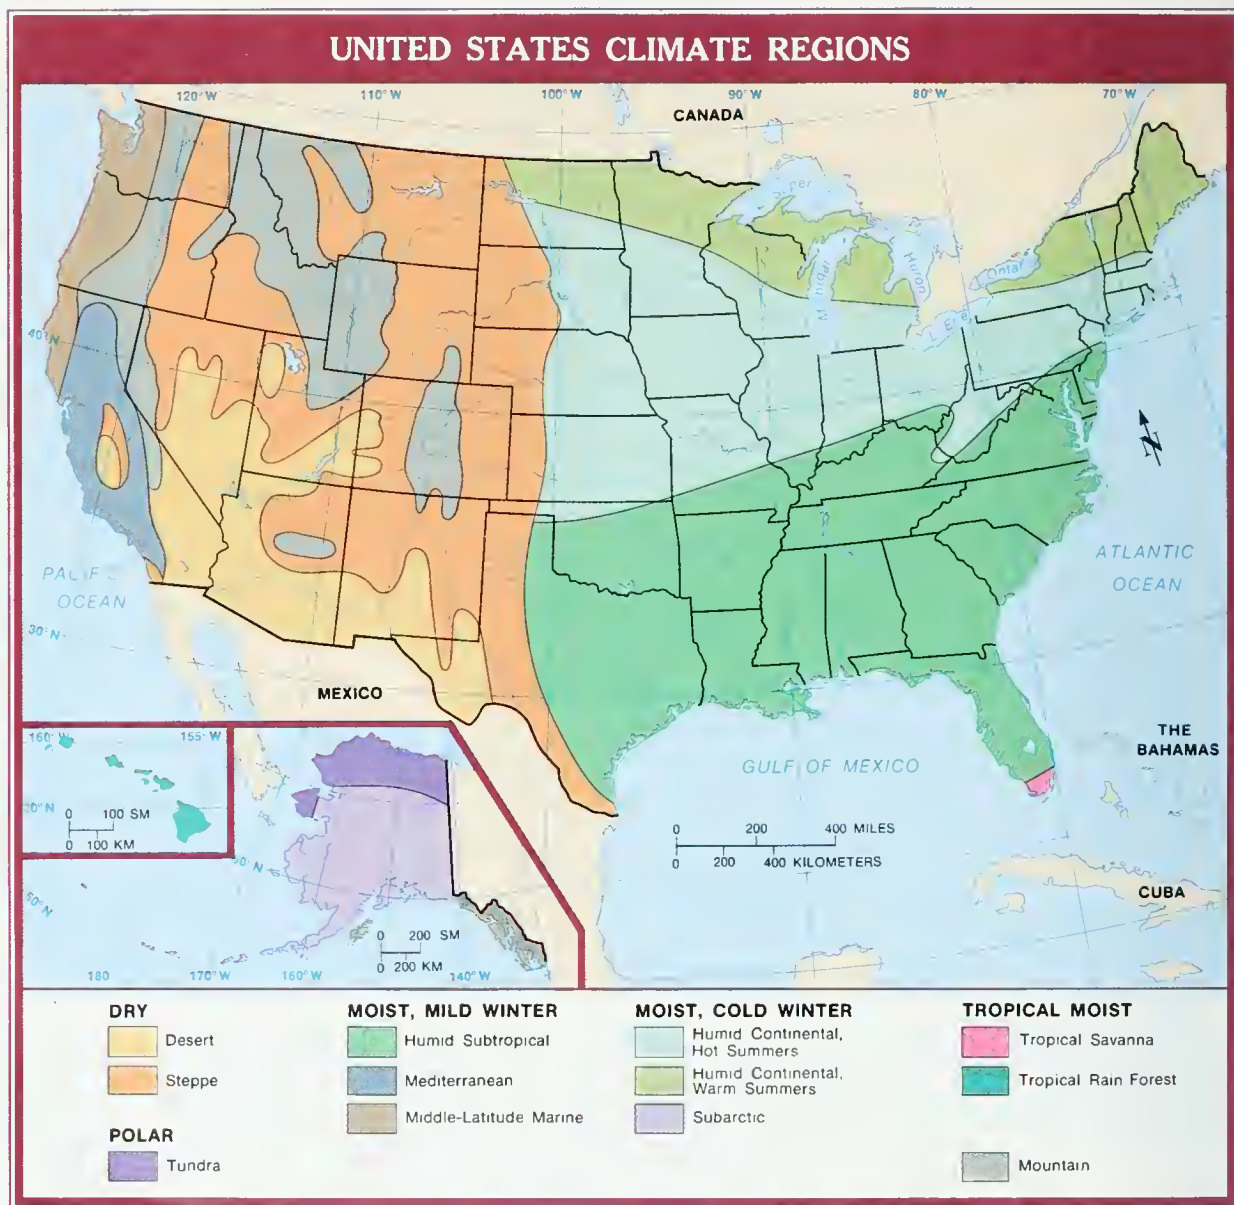 UNITED STATES CLIMATE REGIONS
120°W
110°W
100°W
90°W
80°W
70°W
CANADA
Huron
L. Erie
40°N
N
PACIFIC
OCEAN
ATLANTIC
OCEAN
30°N
MEXICO
GULF OF MEXICO
THE
BAHAMAS
CUBA
0 200 400 MILES
0 200 400 KILOMETERS
160°W
155°W
0 100 SM
0 100 KM
0 200 SM
0 200 KM
180
170°W
160°W
140°W
DRY
Desert
Steppe
POLAR
Tundra
MOIST, MILD WINTER
Humid Subtropical
Mediterranean
Middle-Latitude Marine
MOIST, COLD WINTER
Humid Continental,
Hot Summers
Humid Continental,
Warm Summers
Subarctic
TROPICAL MOIST
Tropical Savanna
Tropical Rain Forest
Mountain